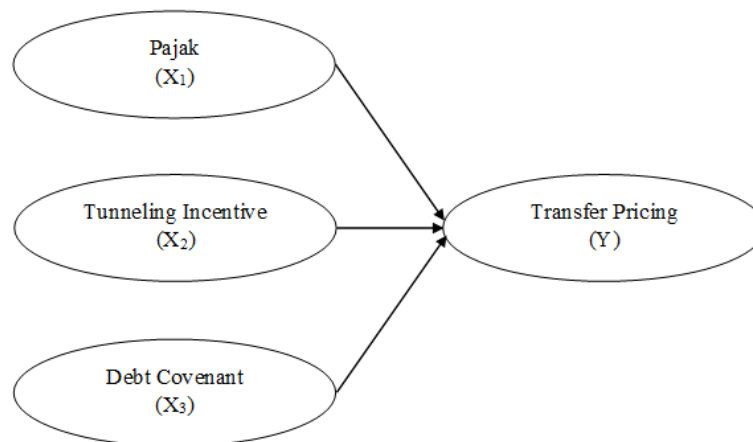 Pajak
(X₁)
Tunneling Incentive
(X₂)
Transfer Pricing
(Y)
Debt Covenant
(X₃)